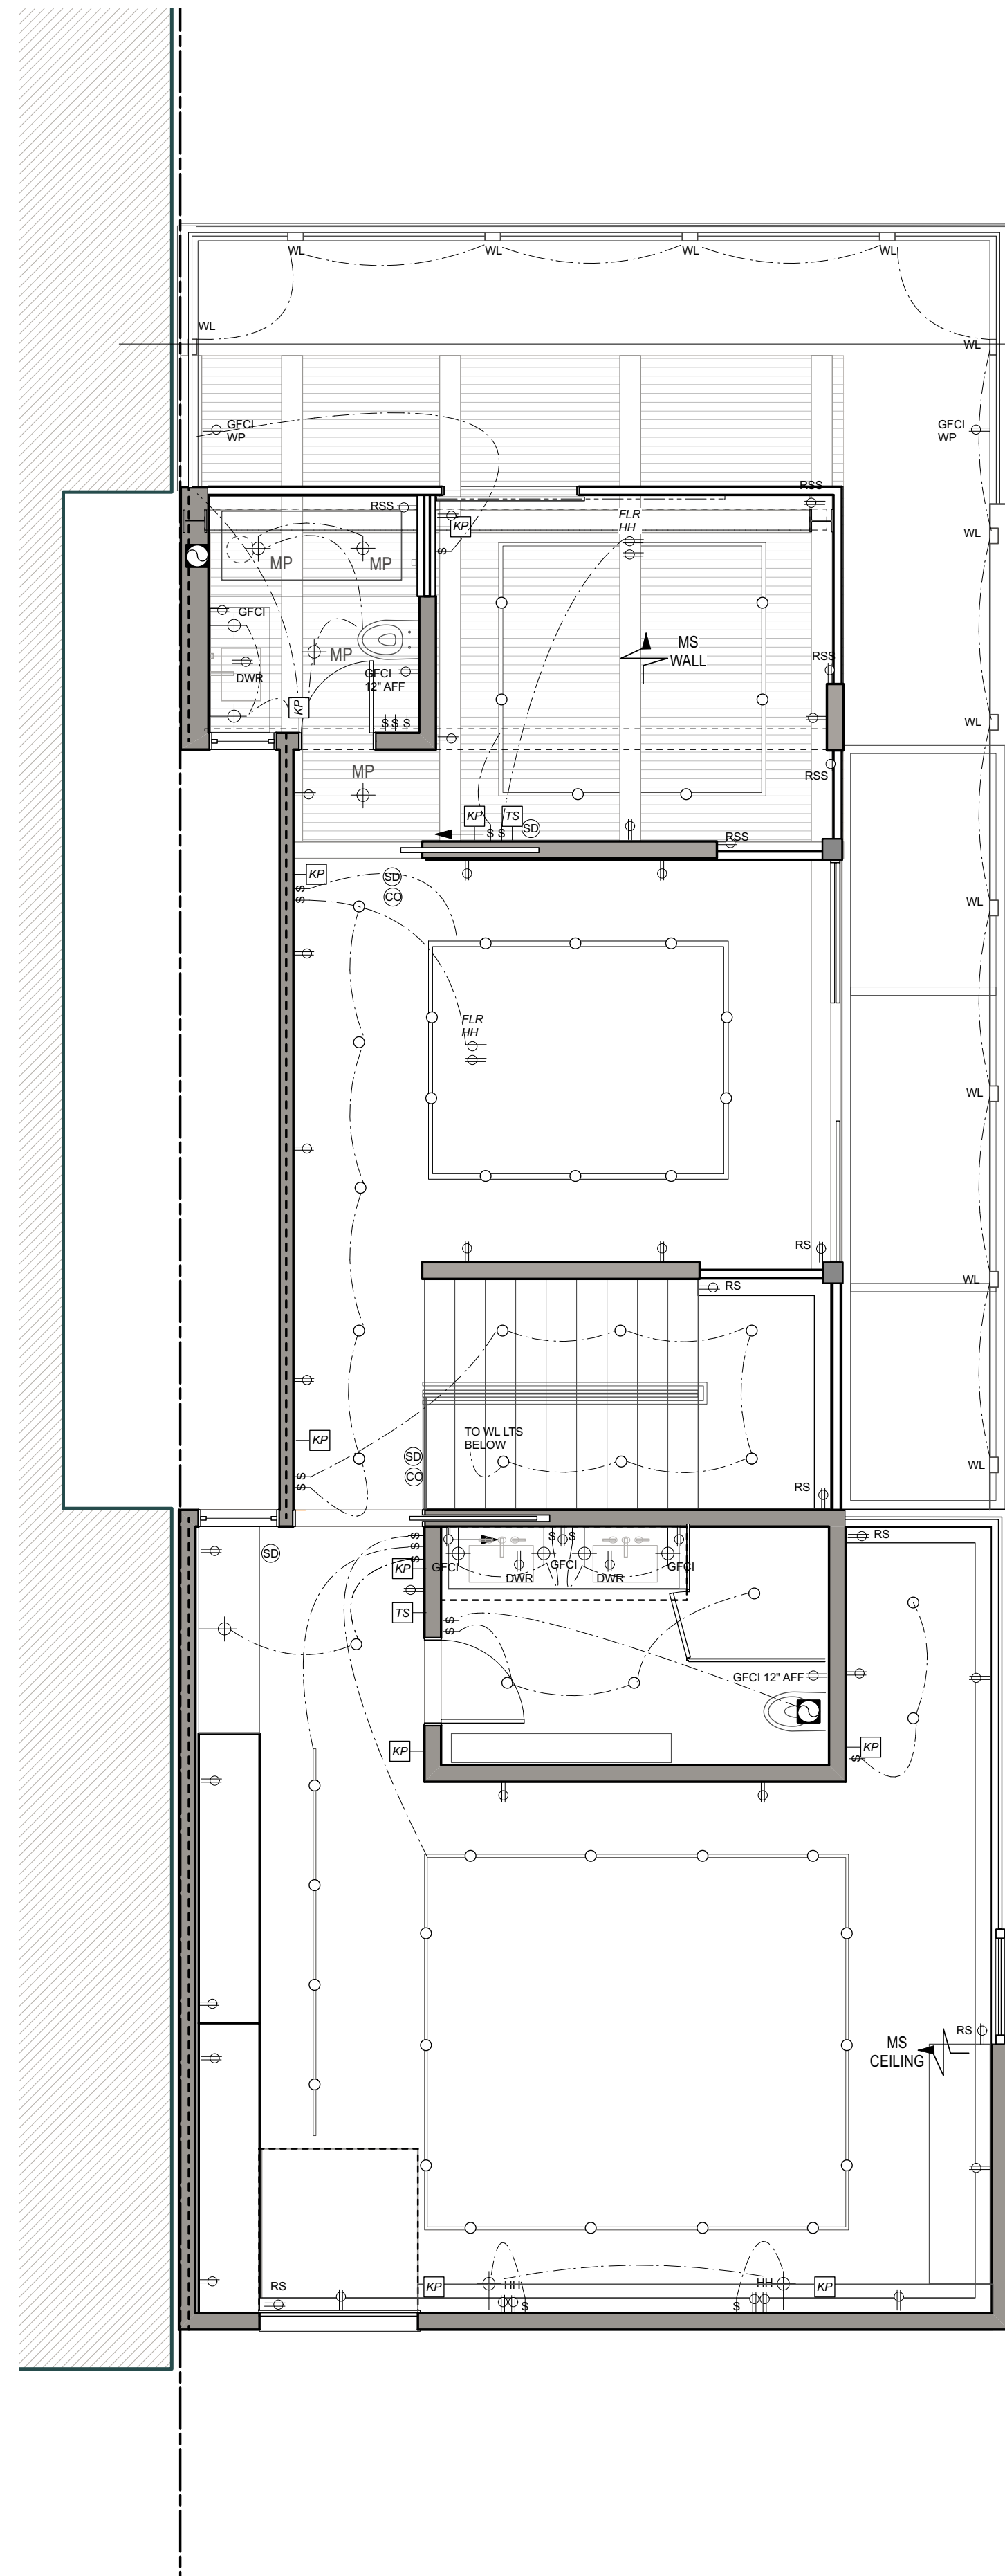 WL
WL
WL
WL
WL
WL
GFCI
WP
GFCI
WP
RSS
RSS
FLR
HH
KP
S
WL
MP
MP
GFCI
MS
WALL
MP
RSS
DWR
GFCI
12" AFF
KP
S S S
WL
MP
RSS
KP
TS
SD
S S
RSS
KP
SD
S
S
CO
WL
FLR
HH
WL
RS
WL
RS
KP
TO WL LTS
BELOW
SD
WL
CO
S
S
RS
SD
S
S
S
S
S
RS
KP
GFCI
GFCI
GFCI
DWR
DWR
TS
S
S
GFCI 12" AFF
KP
KP
S
RS
MS
CEILING
RS
KP
HH
HH
KP
S
S